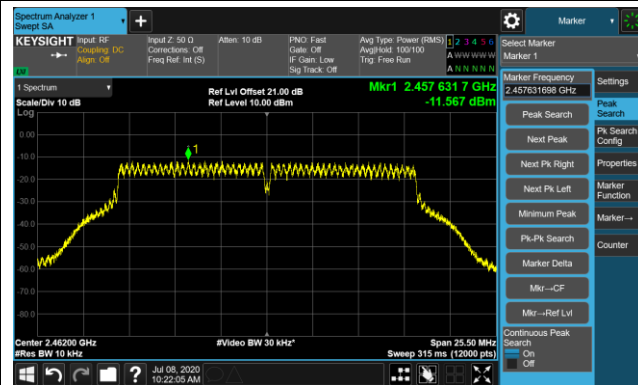 Spectrum Analyzer 1
Swept SA
Marker
KEYSIGHT
Input: RF
Coupling: DC
Align: Off
Input Z: 50 Ω
Corrections: Off
Freq Ref: Int (S)
Atten: 10 dB
PNO: Fast
Gate: Off
IF Gain: Low
Sig Track: Off
Avg Type: Power (RMS)
Avg|Hold: 100/100
Trig: Free Run
1 2 3 4 5 6
A W W W W W
A N N N N N
Select Marker
Marker 1
1 Spectrum
Scale/Div 10 dB
Log
Ref Lvl Offset 21.00 dB
Ref Level 10.00 dBm
Mkr1 2.457 631 7 GHz
-11.567 dBm
1
0.00
-10.0
-20.0
-30.0
-40.0
-50.0
-60.0
-70.0
-80.0
Center 2.46200 GHz
#Res BW 10 kHz
#Video BW 30 kHz*
Span 25.50 MHz
Sweep 315 ms (12000 pts)
Marker Frequency
2.457631698 GHz
Peak Search
Next Peak
Next Pk Right
Next Pk Left
Minimum Peak
Pk-Pk Search
Marker Delta
Mkr→CF
Mkr→Ref Lvl
Continuous Peak
Search
On
Off
Settings
Peak
Search
Pk Search
Config
Properties
Marker
Function
Marker→
Counter
Jul 08, 2020
10:22:05 AM